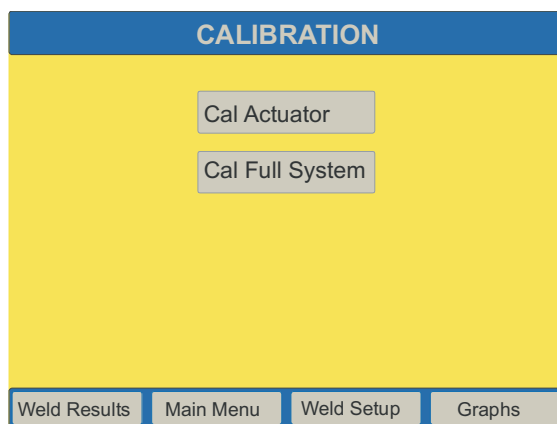 CALIBRATION
Cal Actuator
Cal Full System
Weld Results
Main Menu
Weld Setup
Graphs